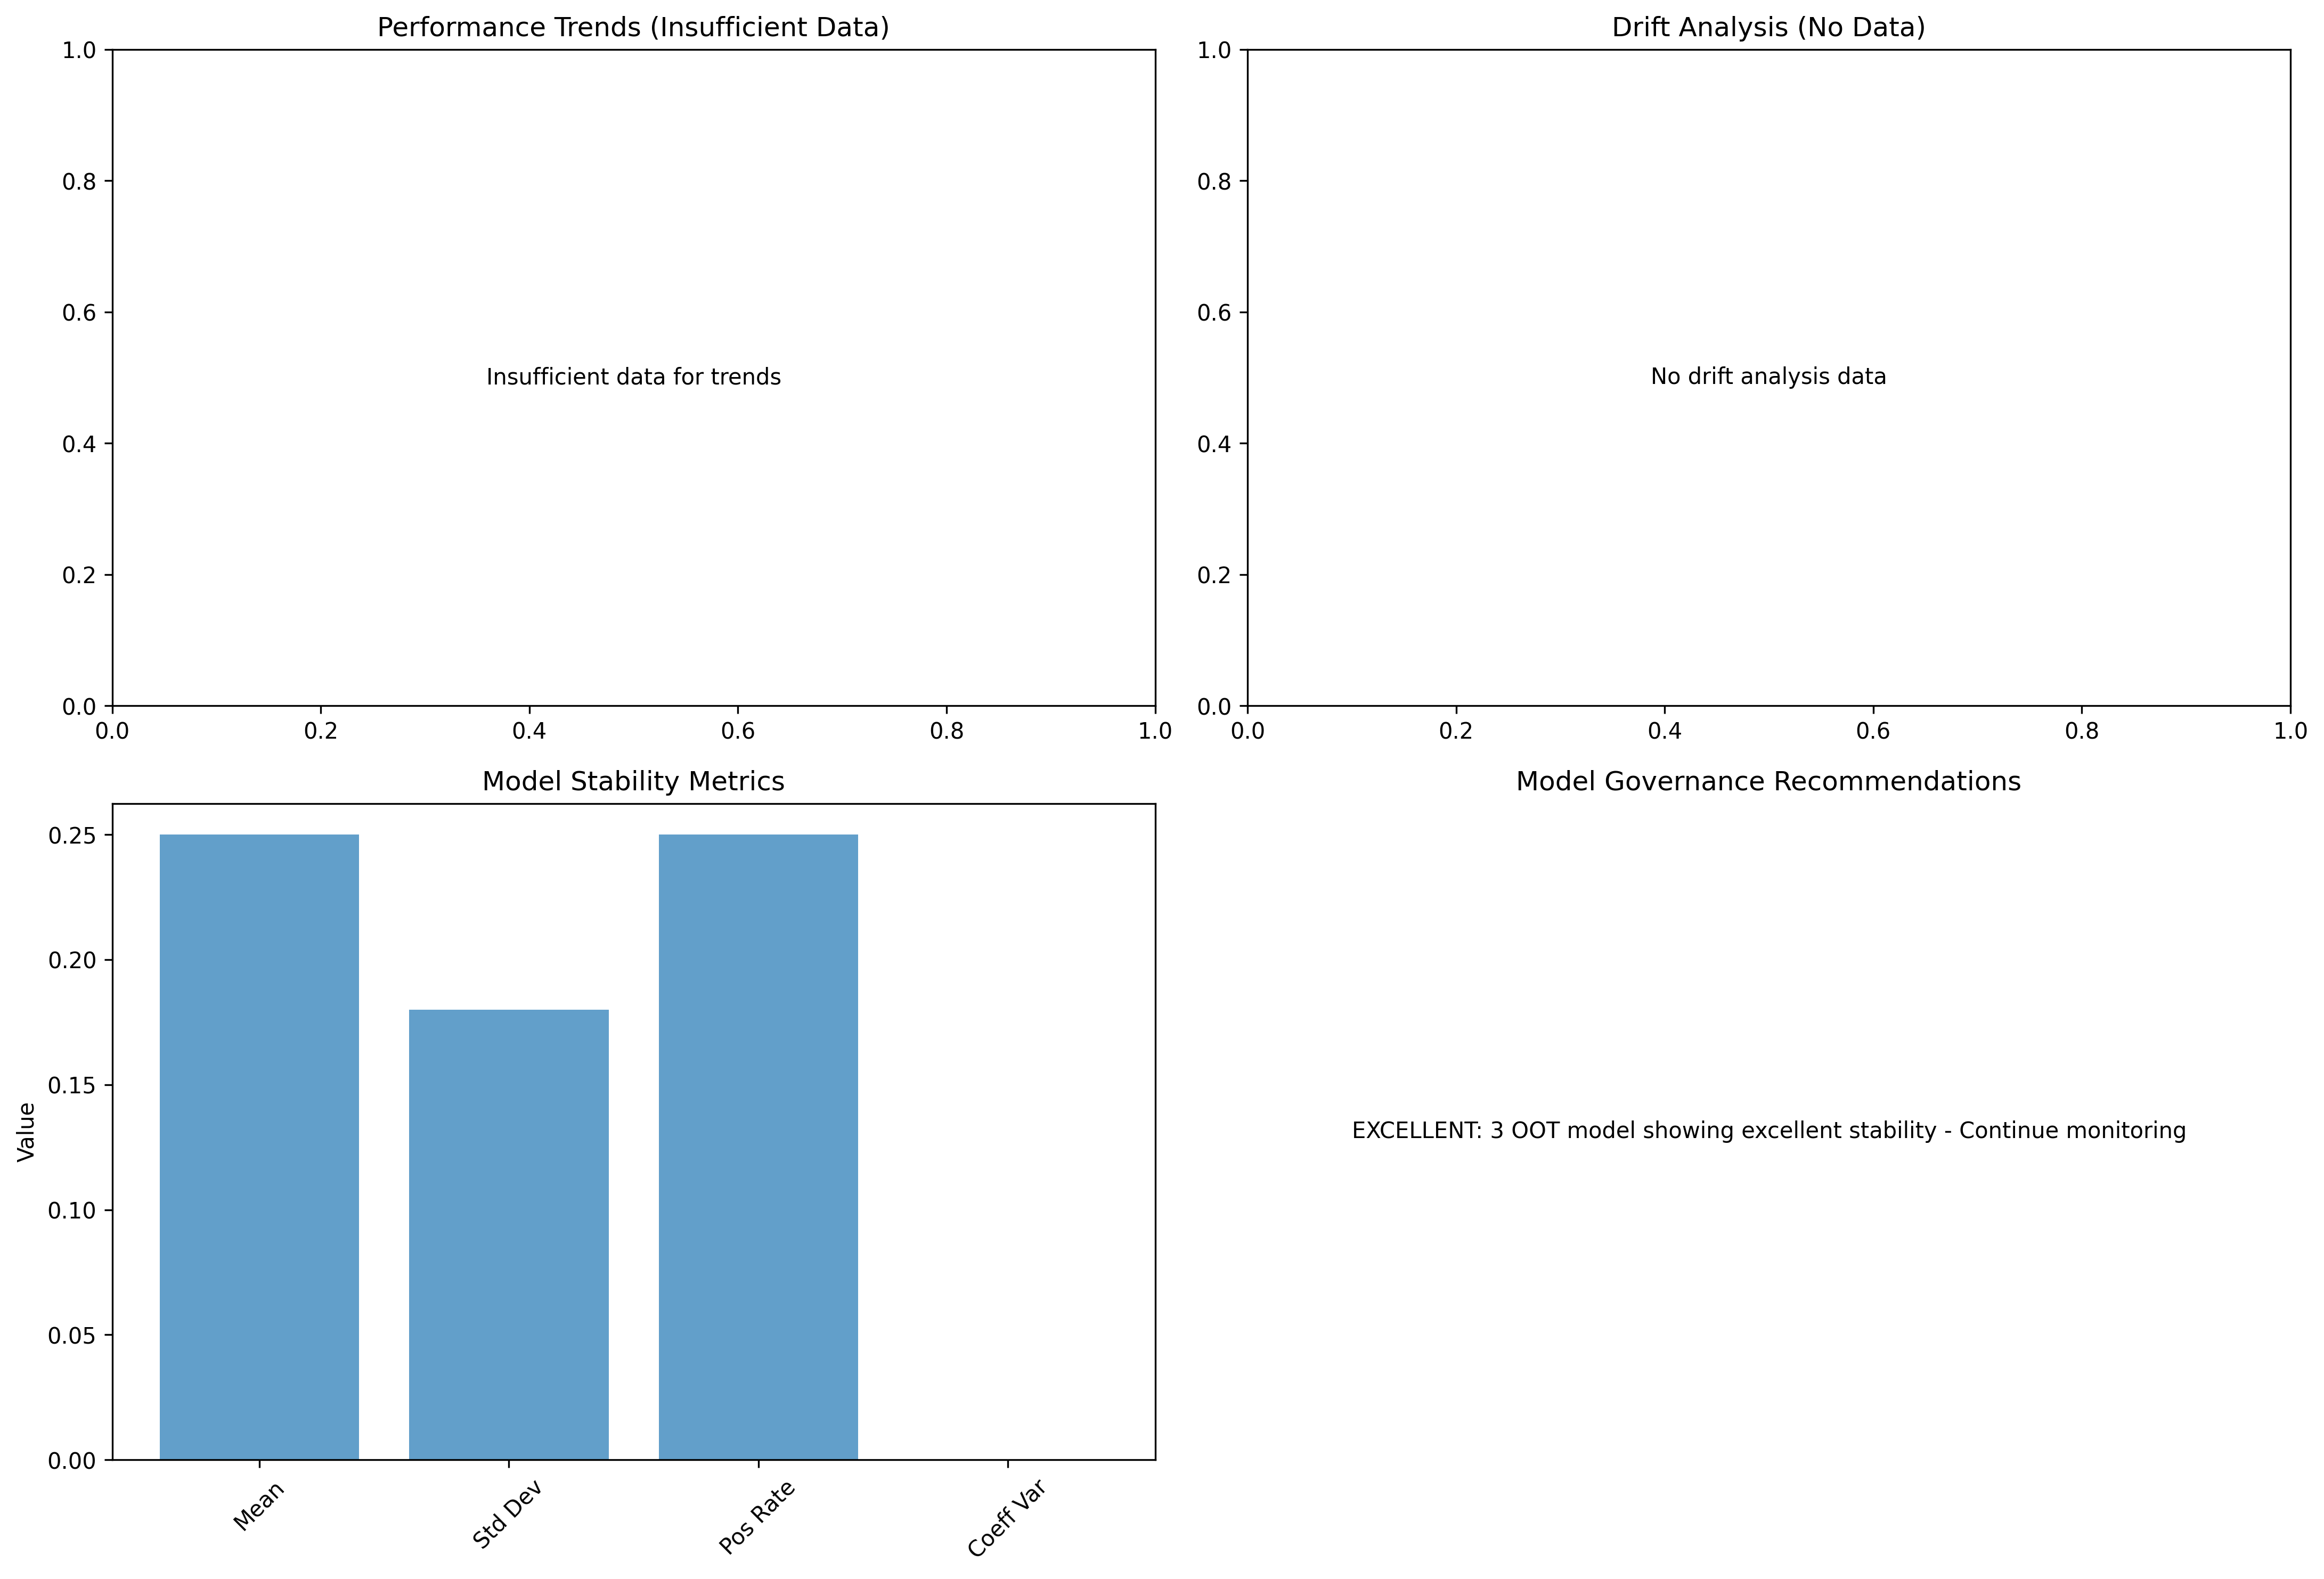 Performance Trends (Insufficient Data)
1.0
0.8
0.6
0.4
0.2
0.0
Insufficient data for trends
0.0 0.2 0.4 0.6 0.8 1.0
Drift Analysis (No Data)
1.0
0.8
0.6
0.4
0.2
0.0
No drift analysis data
0.0 0.2 0.4 0.6 0.8 1.0
Model Stability Metrics
Value
0.25
0.20
0.15
0.10
0.05
0.00
Mean
Std Dev
Pos Rate
Coeff Var
Model Governance Recommendations
EXCELLENT: 3 OOT model showing excellent stability - Continue monitoring